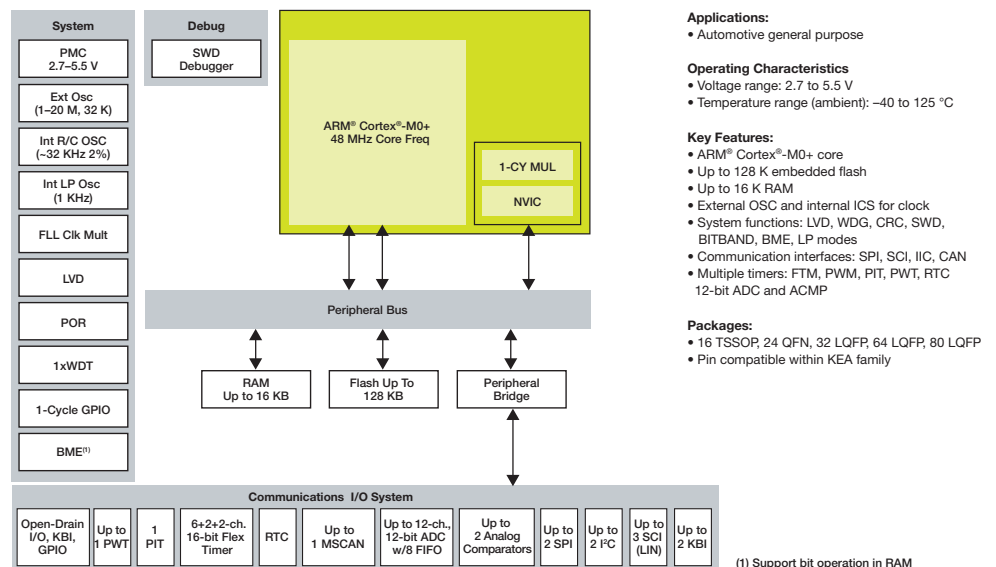 System
PMC
2.7–5.5 V
Ext Osc
(1–20 M, 32 K)
Int R/C OSC
(~32 KHz 2%)
Int LP Osc
(1 KHz)
FLL Clk Mult
LVD
POR
1xWDT
1-Cycle GPIO
BME(1)
Debug
SWD
Debugger
ARM® Cortex®-M0+
48 MHz Core Freq
1-CY MUL
NVIC
Peripheral Bus
RAM
Up to 16 KB
Flash Up To
128 KB
Peripheral
Bridge
Communications I/O System
Open-Drain
I/O, KBI,
GPIO
Up to
1 PWT
1
PIT
6+2+2-ch.
16-bit Flex
Timer
RTC
Up to
1 MSCAN
Up to 12-ch.,
12-bit ADC
w/8 FIFO
Up to
2 Analog
Comparators
Up to
2 SPI
Up to
2 I²C
Up to
3 SCI
(LIN)
Up to
2 KBI
Applications:
• Automotive general purpose
Operating Characteristics
• Voltage range: 2.7 to 5.5 V
• Temperature range (ambient): –40 to 125 °C
Key Features:
• ARM® Cortex®-M0+ core
• Up to 128 K embedded flash
• Up to 16 K RAM
• External OSC and internal ICS for clock
• System functions: LVD, WDG, CRC, SWD,
BITBAND, BME, LP modes
• Communication interfaces: SPI, SCI, IIC, CAN
• Multiple timers: FTM, PWM, PIT, PWT, RTC
12-bit ADC and ACMP
Packages:
• 16 TSSOP, 24 QFN, 32 LQFP, 64 LQFP, 80 LQFP
• Pin compatible within KEA family
(1) Support bit operation in RAM